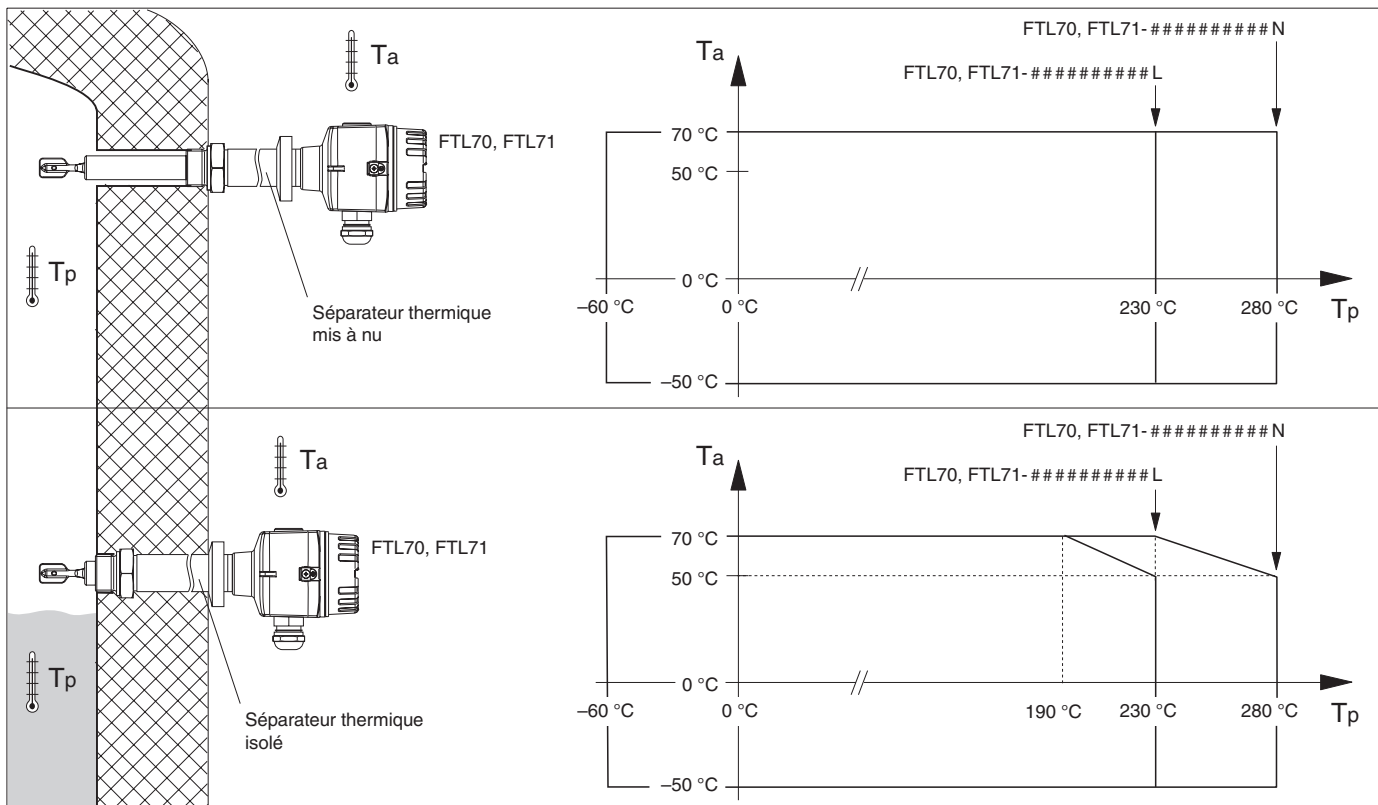 FTL70, FTL71-##########N
Ta
Ta
FTL70, FTL71-##########L
FTL70, FTL71
70 °C
50 °C
Tp
0 °C
–60 °C
0 °C
230 °C
280 °C
Tp
Séparateur thermique
mis à nu
–50 °C
FTL70, FTL71-##########N
Ta
Ta
FTL70, FTL71-##########L
FTL70, FTL71
70 °C
50 °C
Tp
0 °C
–60 °C
0 °C
190 °C
230 °C
280 °C
Tp
Séparateur thermique
isolé
–50 °C